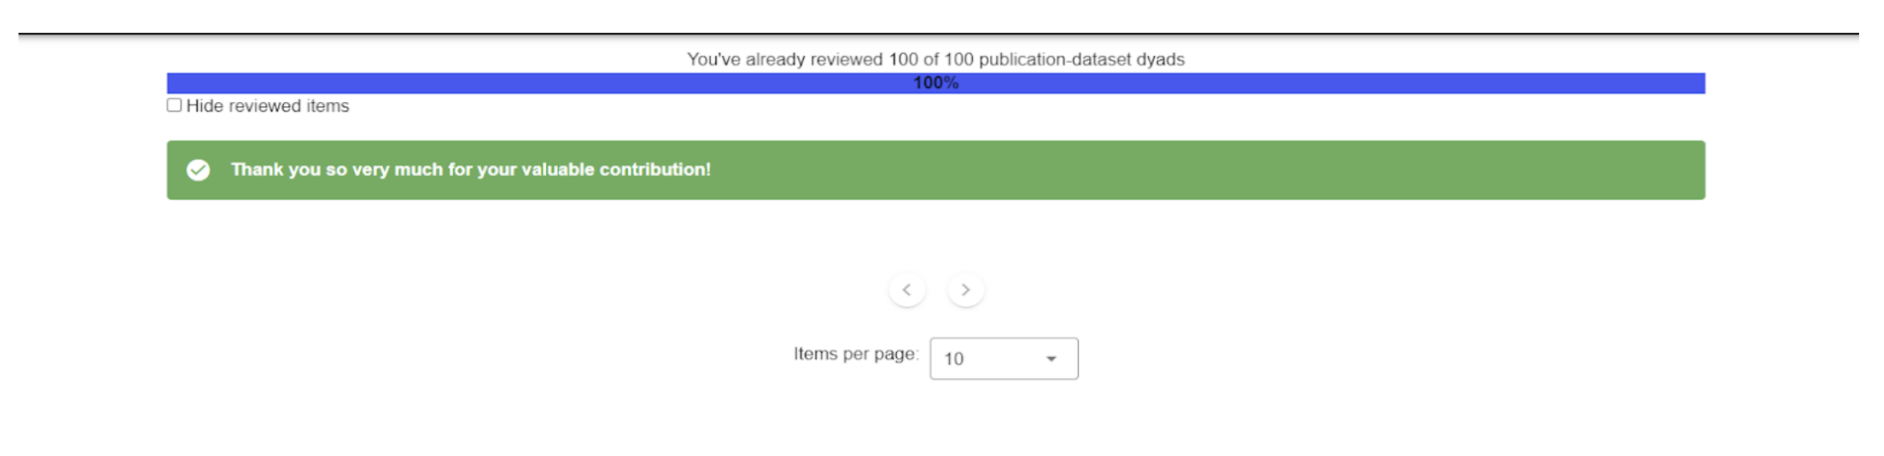 You've already reviewed 100 of 100 publication-dataset dyads
100%
Hide reviewed items
Thank you so very much for your valuable contribution!
Items per page: 10